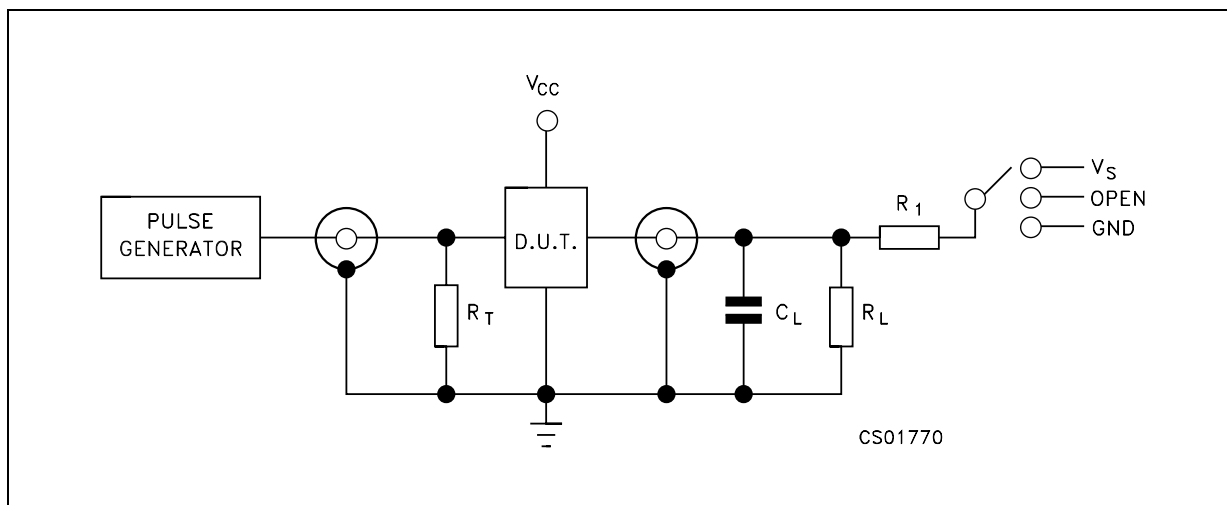 VCC
PULSE
GENERATOR
D.U.T.
RT
CL
RL
R1
VS
OPEN
GND
CS01770